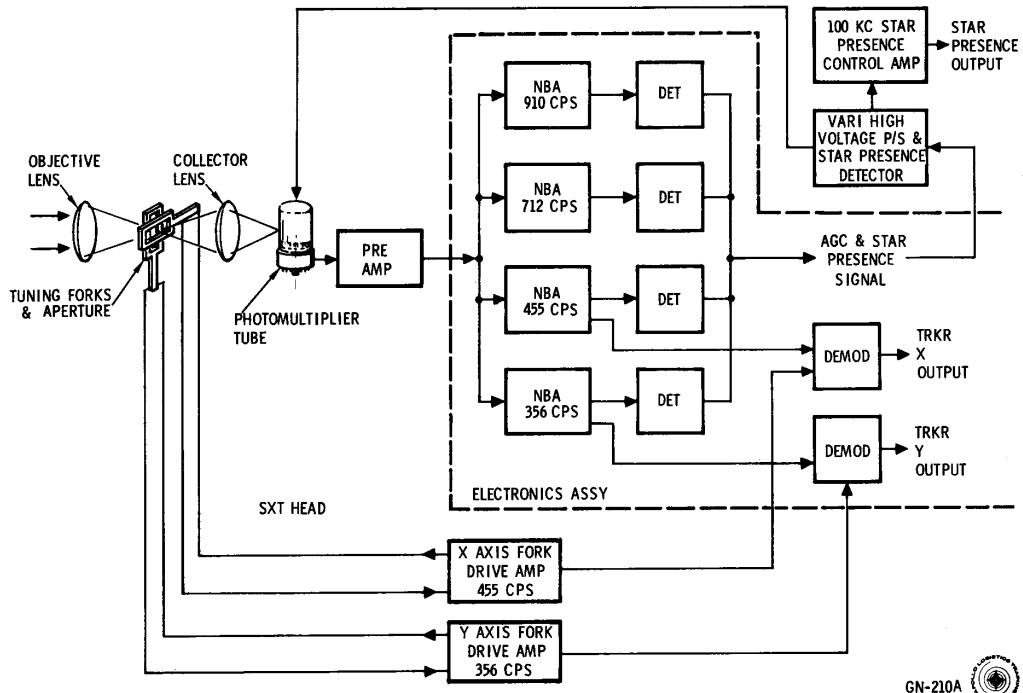 100 KC STAR
PRESENCE
CONTROL AMP
STAR
PRESENCE
OUTPUT
NBA
910 CPS
DET
VARI HIGH
VOLTAGE P/S &
STAR PRESENCE
DETECTOR
OBJECTIVE
LENS
COLLECTOR
LENS
NBA
712 CPS
DET
PRE
AMP
AGC & STAR
PRESENCE
SIGNAL
TUNING FORKS
& APERTURE
PHOTOMULTIPLIER
TUBE
NBA
455 CPS
DET
DEMOD
TRKR
X
OUTPUT
NBA
356 CPS
DET
DEMOD
TRKR
Y
OUTPUT
ELECTRONICS ASSY
SXT HEAD
X AXIS FORK
DRIVE AMP
455 CPS
Y AXIS FORK
DRIVE AMP
356 CPS
GN-210A